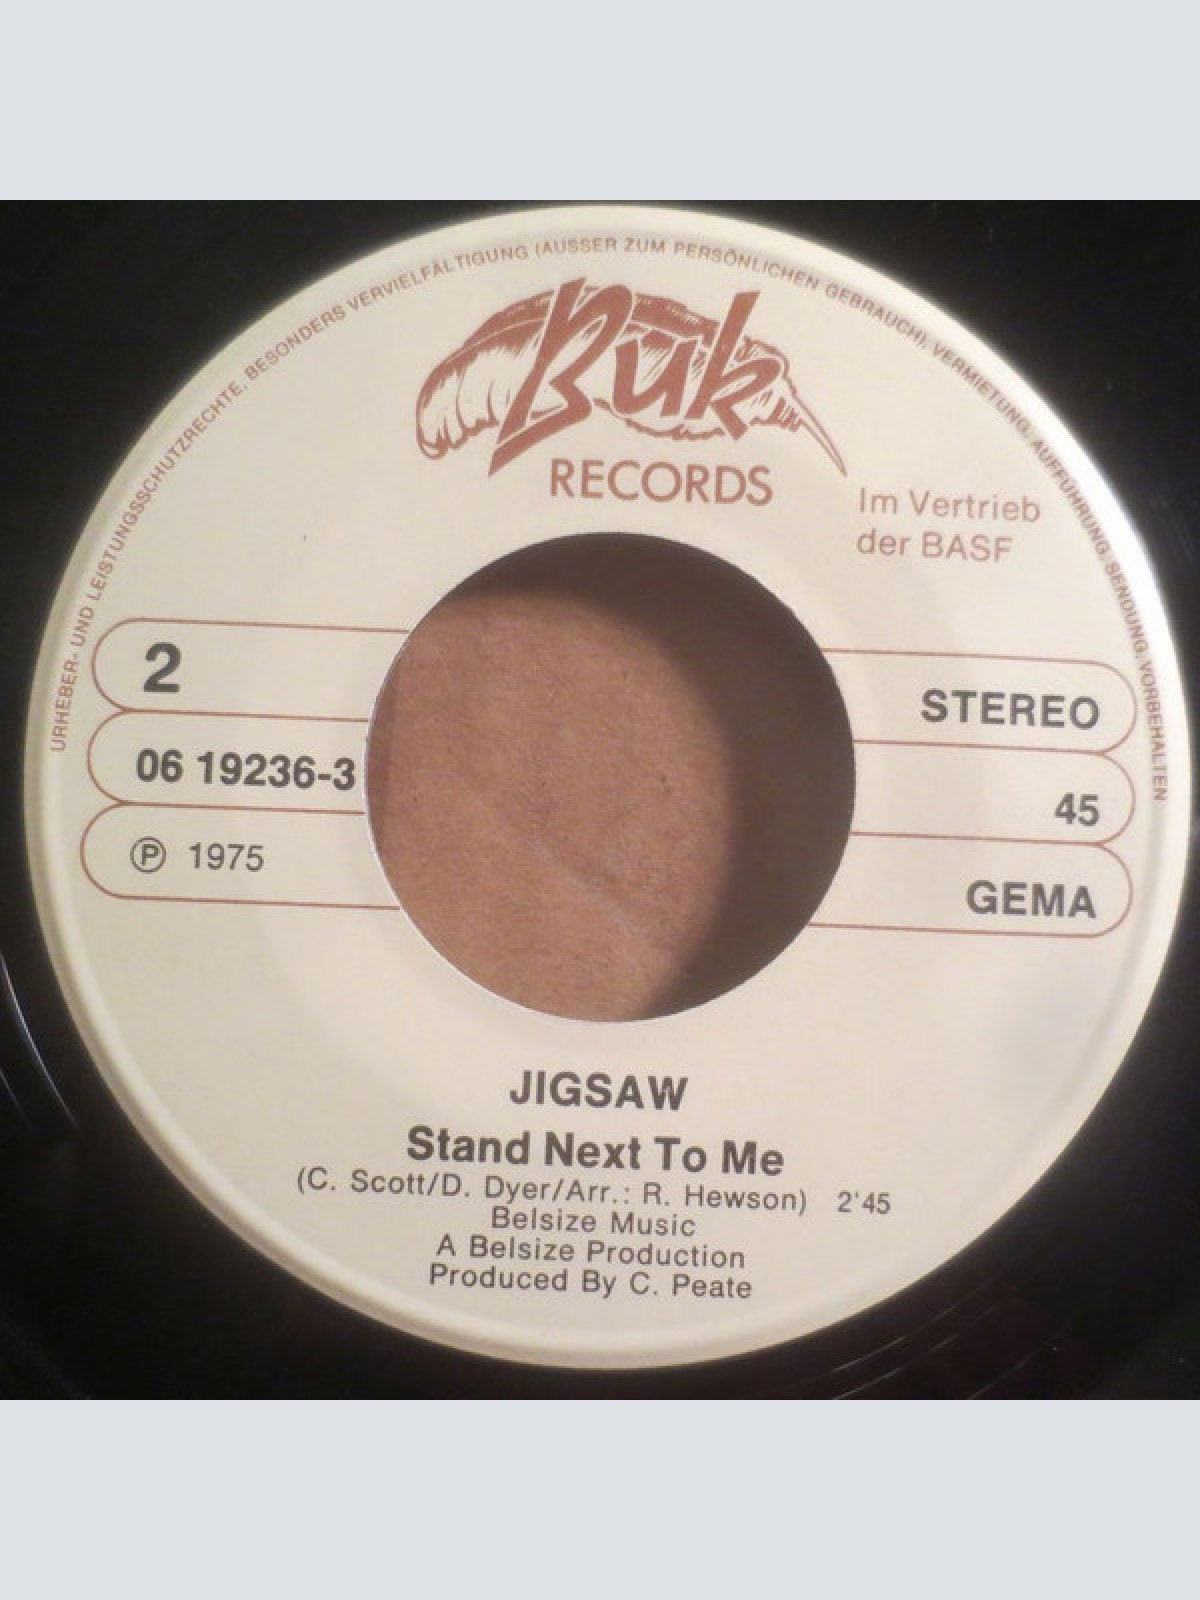 URHEBER- UND LEISTUNGSSCHUTZRECHTE, BESONDERS VERVIELFÄLTIGUNG (AUSSER ZUM PERSÖNLICHEN GEBRAUCH), VERMIETUNG, AUFFÜHRUNG, SENDUNG, VORBEHALTEN
Buk
RECORDS
Im Vertrieb
der BASF
2
06 19236-3
Ⓟ 1975
STEREO
45
GEMA
JIGSAW
Stand Next To Me
(C. Scott/D. Dyer/Arr.: R. Hewson) 2'45
Belsize Music
A Belsize Production
Produced By C. Peate